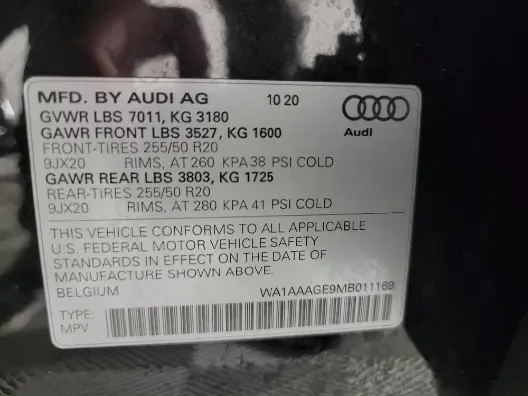 MFD. BY AUDI AG 10 20
GVWR LBS 7011, KG 3180
GAWR FRONT LBS 3527, KG 1600
FRONT-TIRES 255/50 R20
9JX20 RIMS, AT 260 KPA 38 PSI COLD
GAWR REAR LBS 3803, KG 1725
REAR-TIRES 255/50 R20
9JX20 RIMS, AT 280 KPA 41 PSI COLD
Audi
THIS VEHICLE CONFORMS TO ALL APPLICABLE
U.S. FEDERAL MOTOR VEHICLE SAFETY
STANDARDS IN EFFECT ON THE DATE OF
MANUFACTURE SHOWN ABOVE.
BELGIUM WA1AAAGE9MB011169
TYPE:
MPV